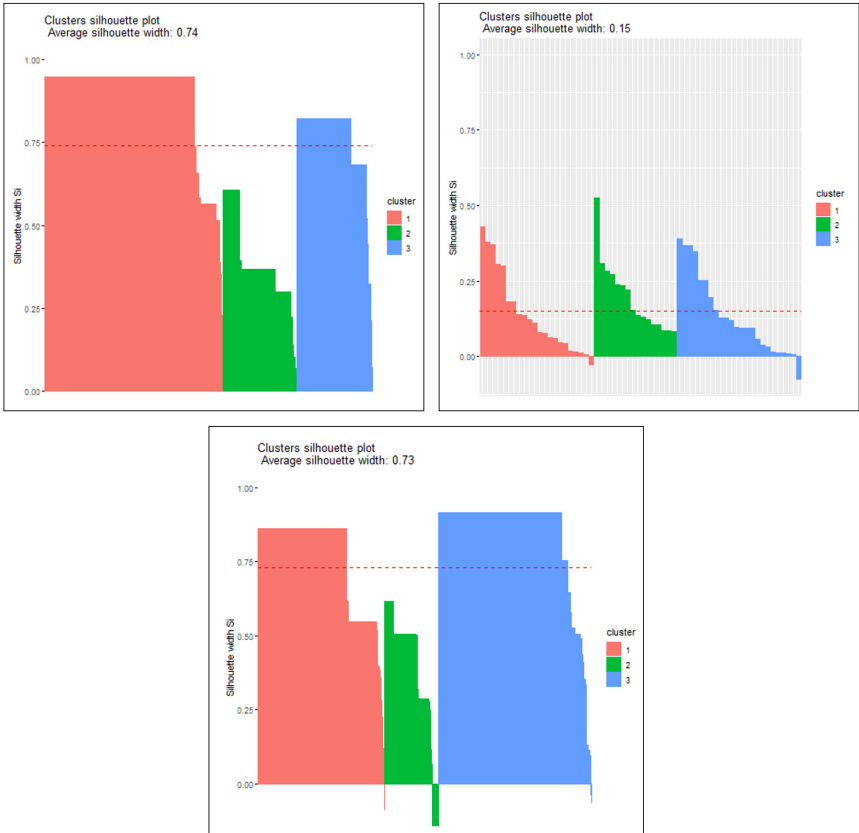 Clusters silhouette plot
Average silhouette width: 0.74
1.00
0.75
0.50
0.25
0.00
Silhouette width Si
cluster
1
2
3
Clusters silhouette plot
Average silhouette width: 0.15
1.00
0.75
0.50
0.25
0.00
Silhouette width Si
cluster
1
2
3
Clusters silhouette plot
Average silhouette width: 0.73
1.00
0.75
0.50
0.25
0.00
Silhouette width Si
cluster
1
2
3